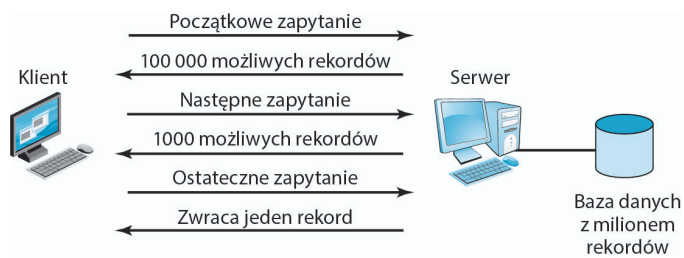 Początkowe zapytanie
100 000 możliwych rekordów
Klient
Serwer
Następne zapytanie
1000 możliwych rekordów
Ostateczne zapytanie
Zwraca jeden rekord
Baza danych
z milionem
rekordów